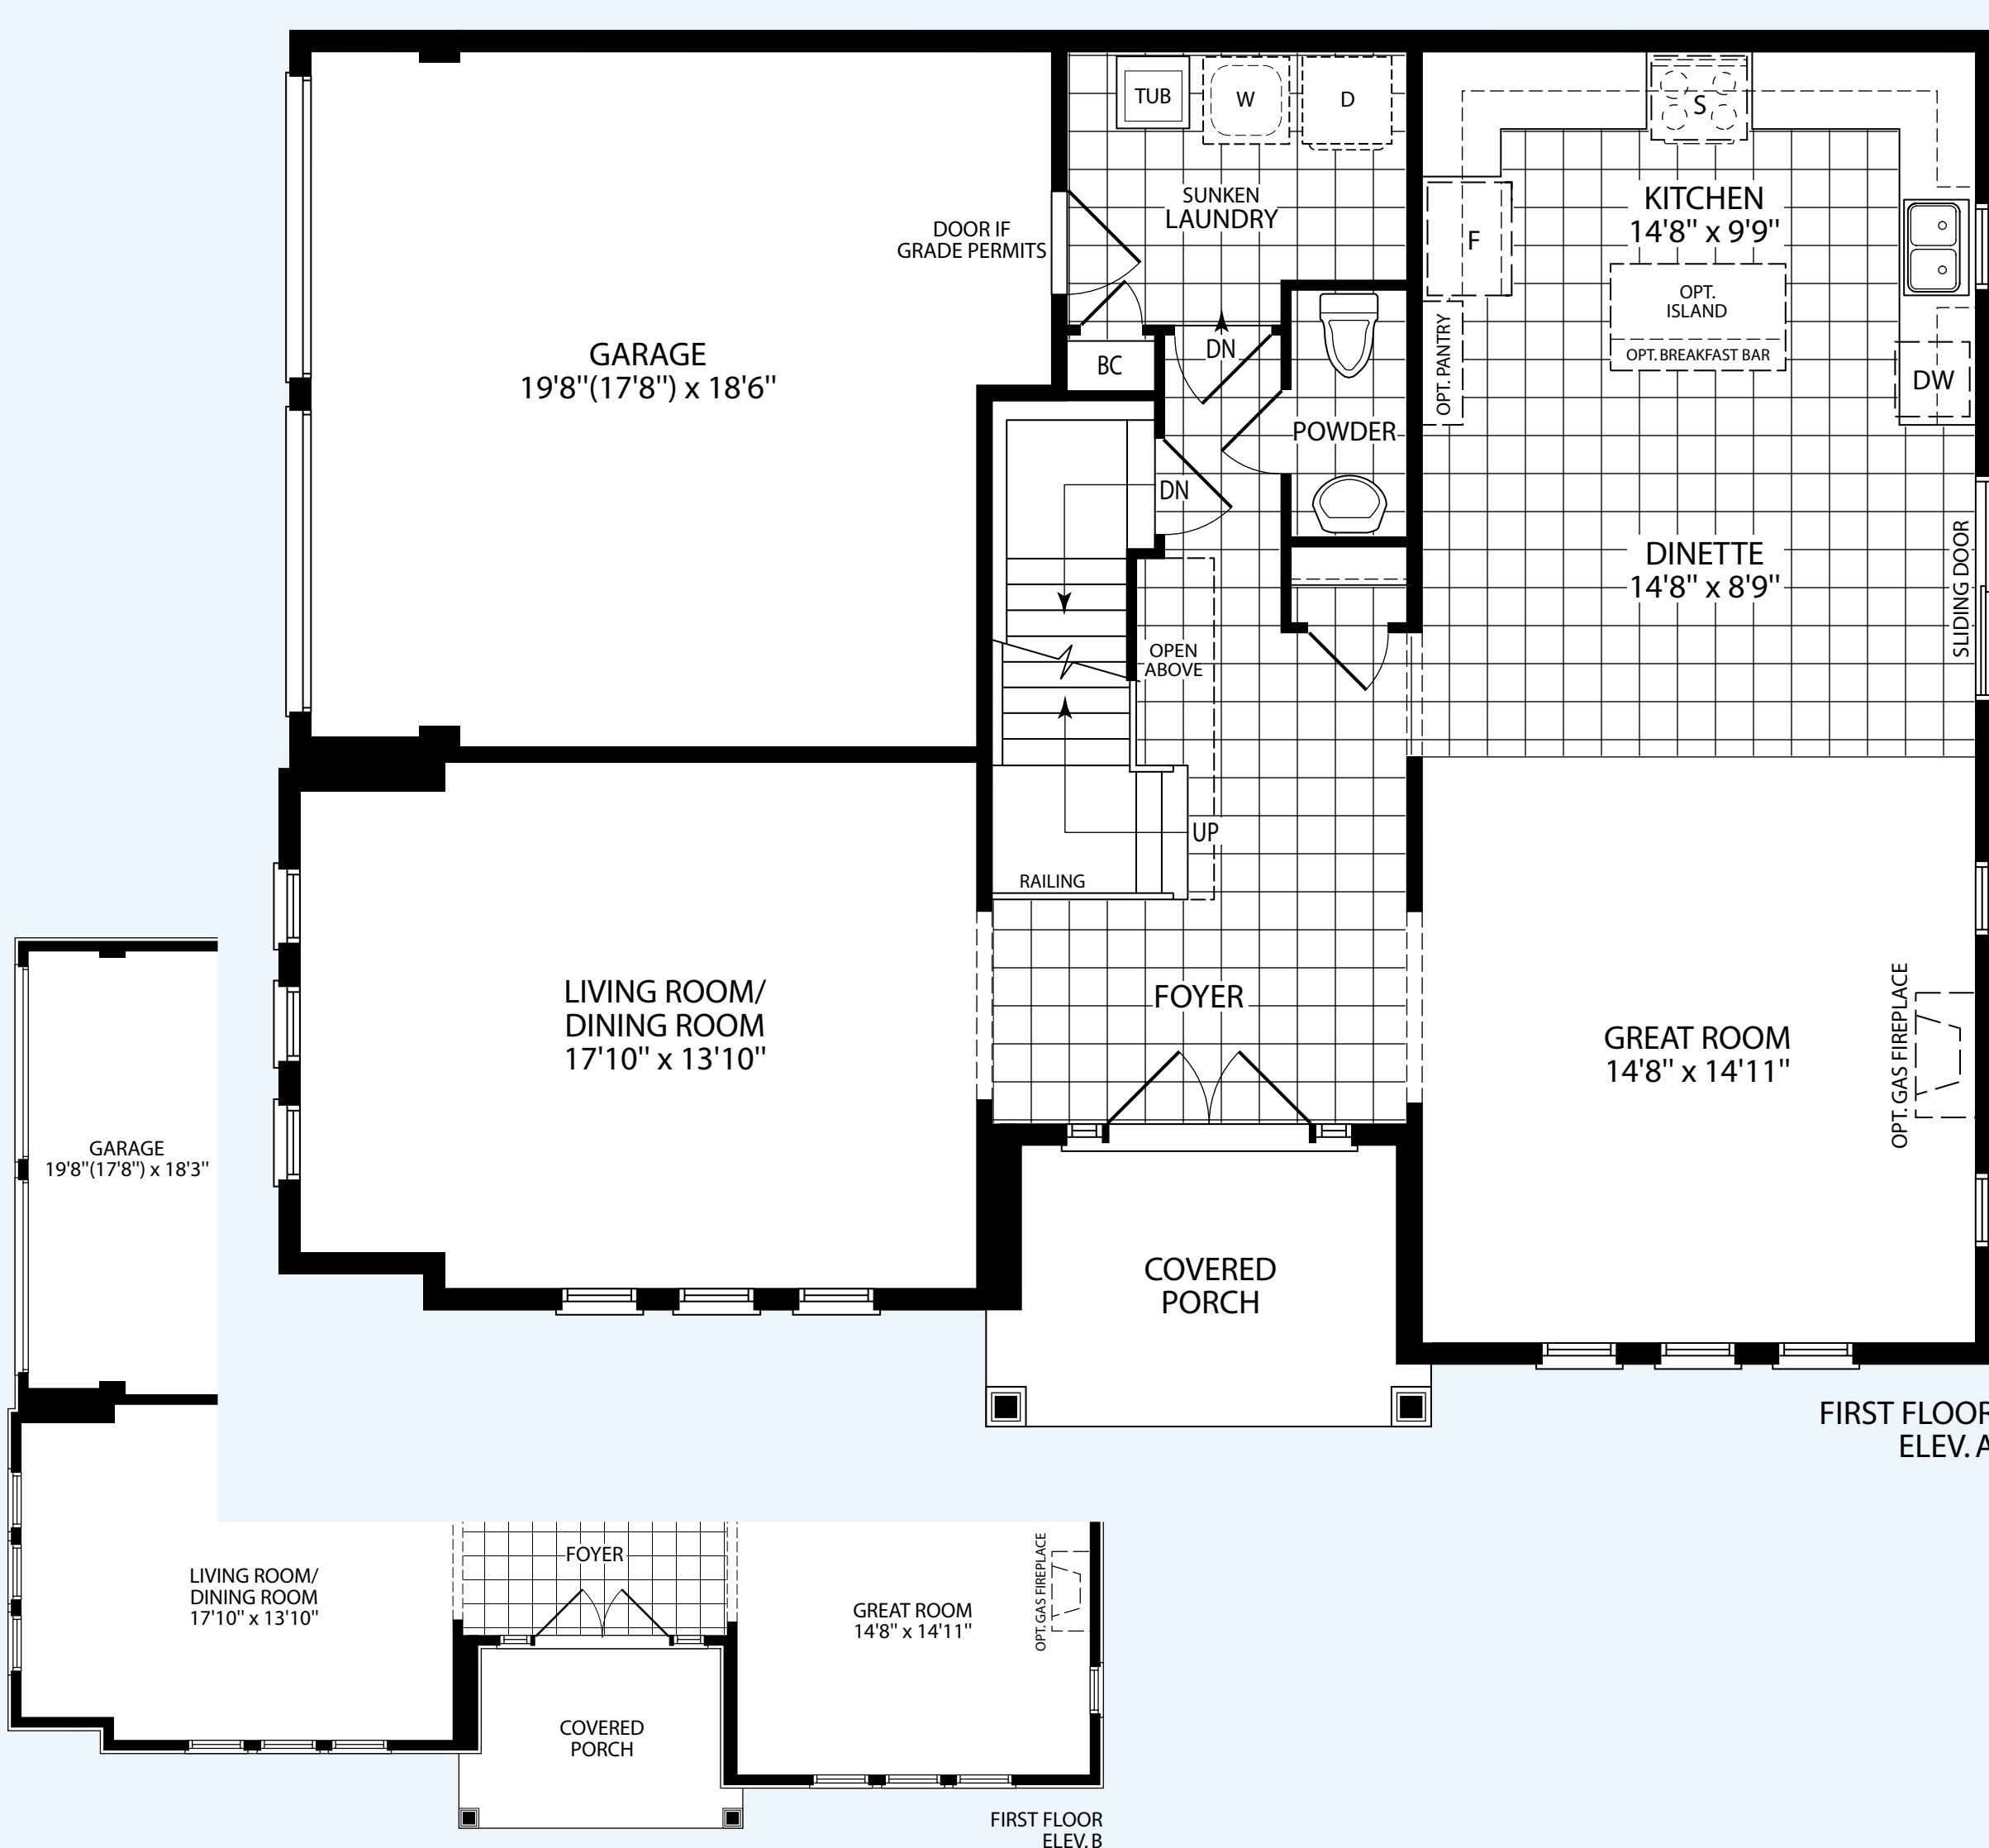 TUB
W
D
S
SUNKEN
LAUNDRY
KITCHEN
14'8" x 9'9"
DOOR IF
GRADE PERMITS
F
OPT.
ISLAND
OPT. BREAKFAST BAR
OPT. PANTRY
DW
GARAGE
19'8"(17'8") x 18'6"
BC
DN
POWDER
DN
DINETTE
14'8" x 8'9"
SLIDING DOOR
OPEN
ABOVE
UP
RAILING
LIVING ROOM/
DINING ROOM
17'10" x 13'10"
FOYER
GREAT ROOM
14'8" x 14'11"
OPT. GAS FIREPLACE
COVERED
PORCH
FIRST FLOOR
ELEV. A
GARAGE
19'8"(17'8") x 18'3"
LIVING ROOM/
DINING ROOM
17'10" x 13'10"
FOYER
GREAT ROOM
14'8" x 14'11"
OPT. GAS FIREPLACE
COVERED
PORCH
FIRST FLOOR
ELEV. B